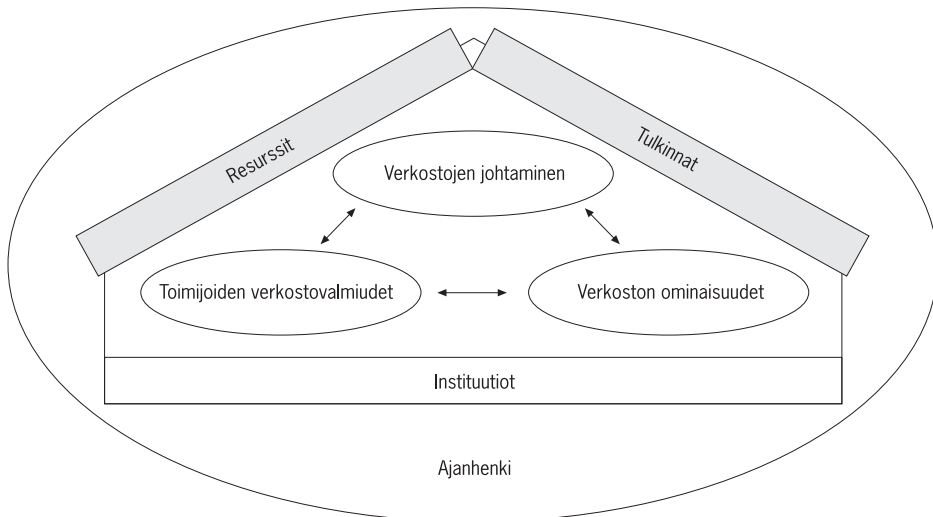 Resurssit
Tulkinnat
Verkostojen johtaminen
Toimijoiden verkostovalmiudet
Verkoston ominaisuudet
Instituutiot
Ajanhenki